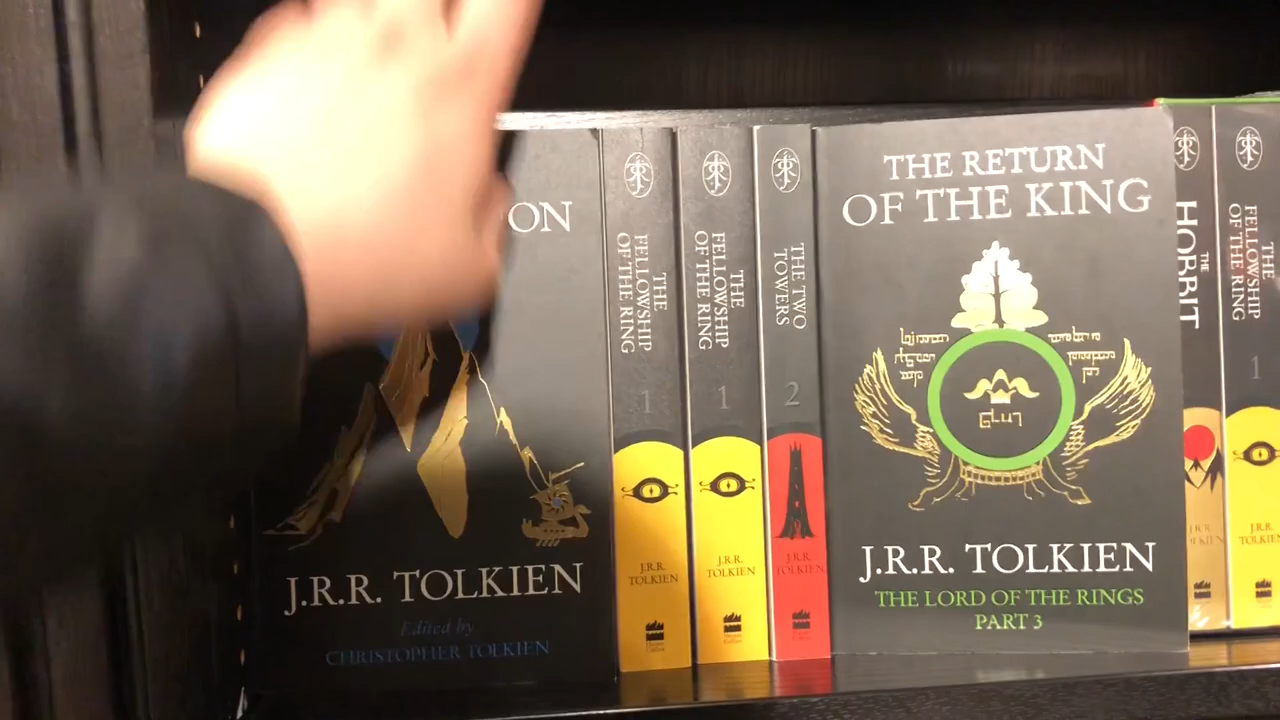 ON
J.R.R. TOLKIEN
Edited by
CHRISTOPHER TOLKIEN
THE
FELLOWSHIP
OF THE RING
1
J.R.R.
TOLKIEN
THE
FELLOWSHIP
OF THE RING
1
J.R.R.
TOLKIEN
THE TWO
TOWERS
2
J.R.R.
TOLKIEN
THE RETURN
OF THE KING
J.R.R. TOLKIEN
THE LORD OF THE RINGS
PART 3
THE
HOBBIT
THE
FELLOWSHIP
OF THE RING
1
J.R.R.
TOLKIEN